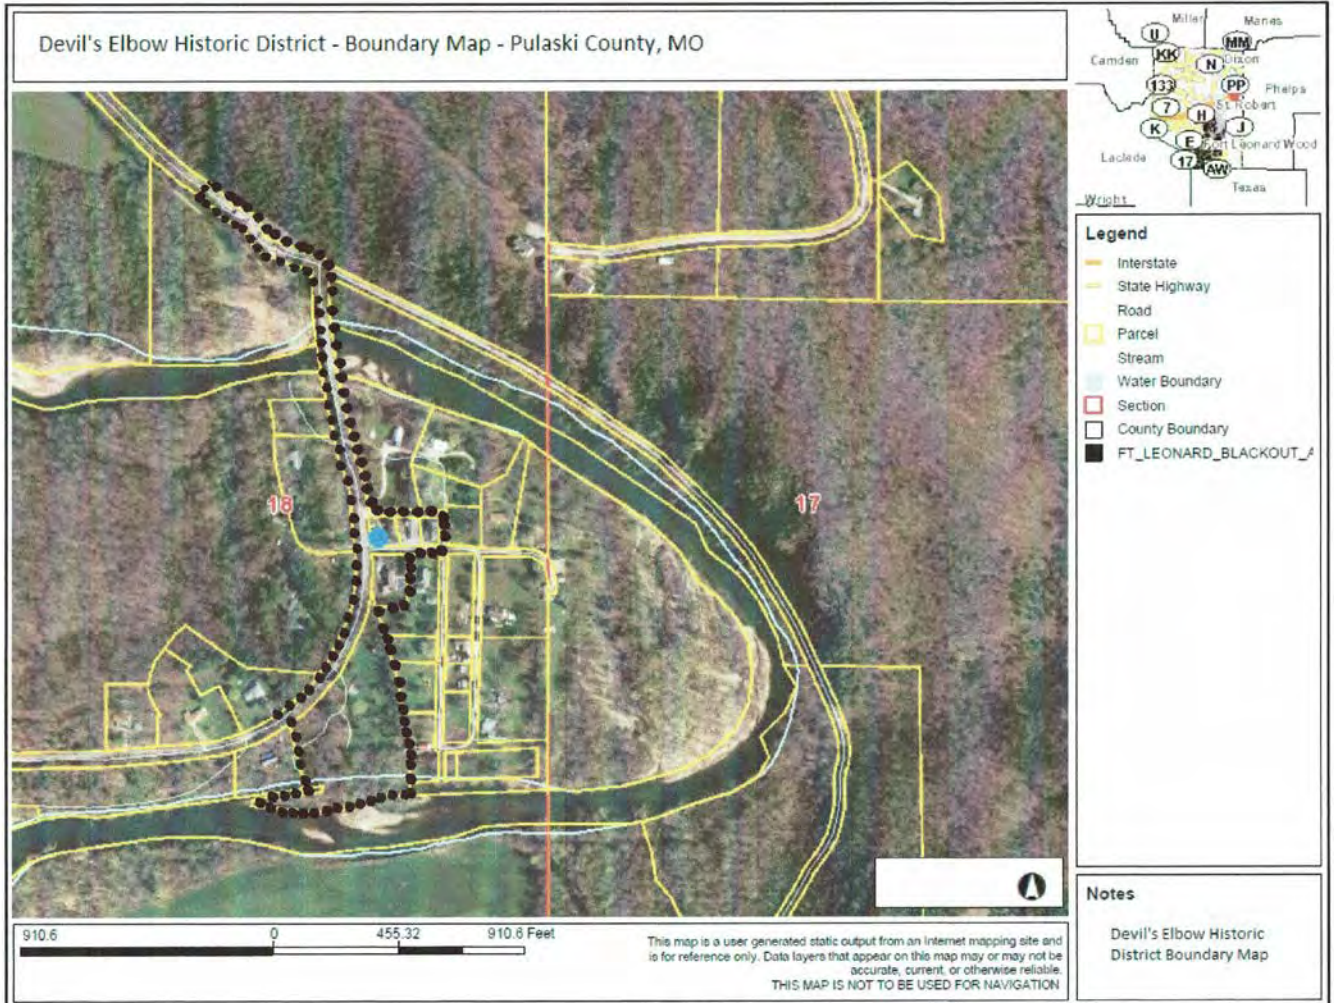 Devil's Elbow Historic District - Boundary Map - Pulaski County, MO
Miller
Maries
U
MM
KK
Camden
N
Dixon
133
PP
Phelps
7
H
St. Robert
K
J
E
Fort Leonard Wood
Laclede
17
AW
Texas
Wright
Legend
Interstate
State Highway
Road
Parcel
Stream
Water Boundary
Section
County Boundary
FT_LEONARD_BLACKOUT_A
18
17
910.6
0
455.32
910.6 Feet
This map is a user generated static output from an Internet mapping site and
is for reference only. Data layers that appear on this map may or may not be
accurate, current, or otherwise reliable.
THIS MAP IS NOT TO BE USED FOR NAVIGATION
Notes
Devil's Elbow Historic
District Boundary Map